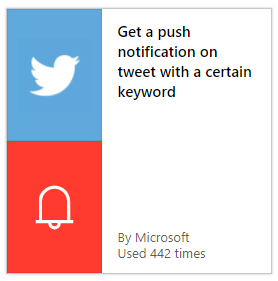 Get a push
notification on
tweet with a certain
keyword
By Microsoft
Used 442 times